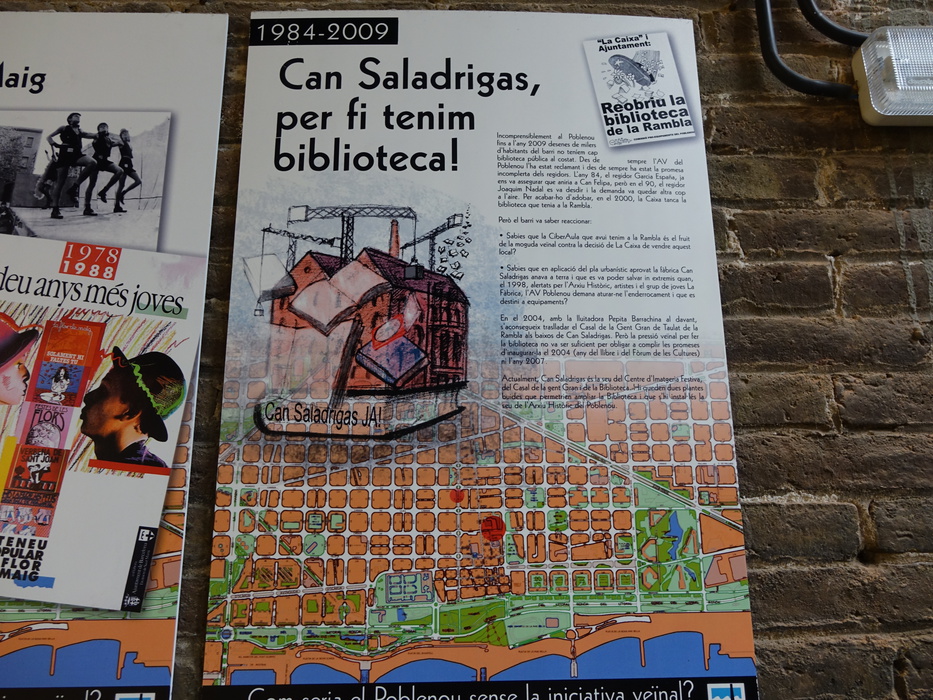 Maig
1978
1988
deu anys més joves
FLORS
ATENEU
POPULAR
FLOR
MAIG
1984-2009
Can Saladrigas,
per fi tenim
biblioteca!
"La Caixa" i
Ajuntament:
Reobriu la
biblioteca
de la Rambla
Incomprensiblement al Poblenou
fins a l'any 2009 desenes de milers
d'habitants del barri no teníem cap
biblioteca pública al costat. Des de sempre l'AV del
Poblenou l'ha estat reclamant i des de sempre ha estat la promesa
incomplerta dels regidors. L'any 84, el regidor Garcia España, ja
ens va assegurar que aniria a Can Felipa, però en el 90, el regidor
Joaquim Nadal es va desdir i la demanda va quedar altra cop
a l'aire. Per acabar-ho d'adobar, en el 2000, la Caixa tanca la
biblioteca que tenia a la Rambla.
Però el barri va saber reaccionar:
• Sabies que la CiberAula que avui tenim a la Rambla és el fruit
de la moguda veïnal contra la decisió de La Caixa de vendre aquest
local?
• Sabies que en aplicació del pla urbanístic aprovat la fàbrica Can
Saladrigas anava a terra i que es va poder salvar in extremis quan,
el 1998, alertats per l'Arxiu Històric, artistes i el grup de joves La
Fàbrica, l'AV Poblenou demana aturar-ne l'enderrocament i que es
destini a equipaments?
En el 2004, amb la lluitadora Pepita Barrachina al davant,
s'aconsegueix traslladar el Casal de la Gent Gran de Taulat de la
Rambla als baixos de Can Saladrigas. Però la pressió veïnal per fer
la biblioteca no va ser suficient per obligar a complir les promeses
d'inaugurar-la el 2004 (any del llibre i del Fòrum de les Cultures)
ni l'any 2007.
Actualment, Can Saladrigas és la seu del Centre d'Imatgeria Festiva,
del Casal de la gent Gran i de la Biblioteca. Hi queden dues plantes
buides que permetrien ampliar la Biblioteca i que s'hi instal·lés la
seu de l'Arxiu Històric del Poblenou.
Can Saladrigas JA!
Com seria el Poblenou sense la iniciativa veïnal?